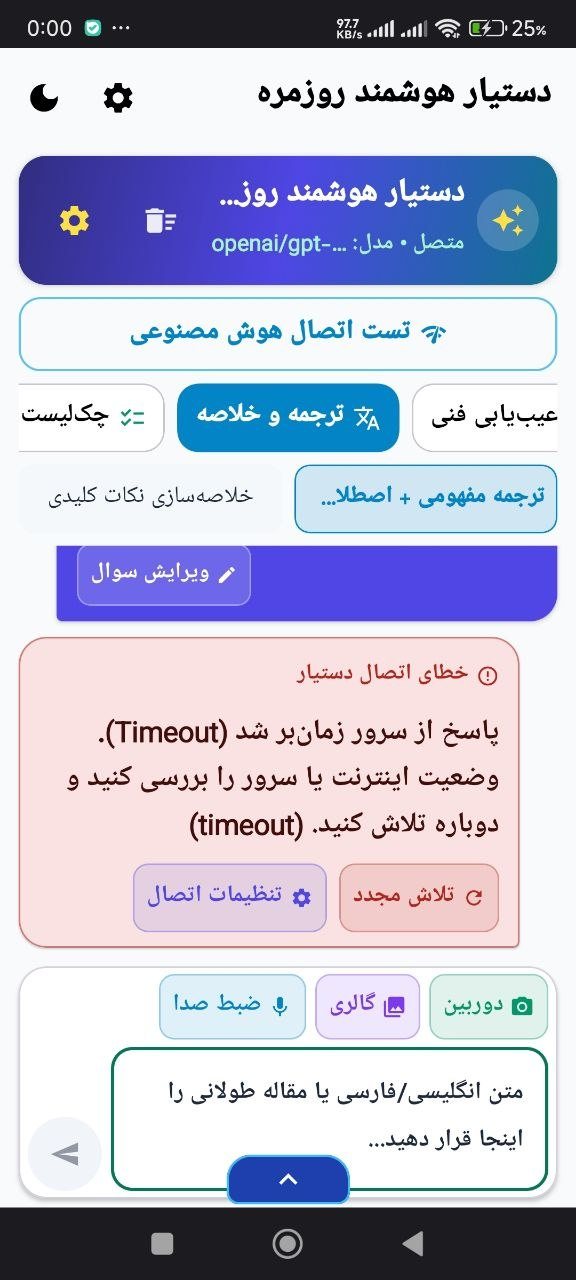 0:00 ... 97.7 KB/s 25%
دستیار هوشمند روزمره
دستیار هوشمند روز...
متصل • مدل: openai/gpt-...
تست اتصال هوش مصنوعی
عیب‌یابی فنی
ترجمه و خلاصه
چک‌لیست
ترجمه مفهومی + اصطلا...
خلاصه‌سازی نکات کلیدی
ویرایش سوال
خطای اتصال دستیار
پاسخ از سرور زمان‌بر شد (Timeout).
وضعیت اینترنت یا سرور را بررسی کنید و
دوباره تلاش کنید. (timeout)
تلاش مجدد
تنظیمات اتصال
دوربین
گالری
ضبط صدا
متن انگلیسی/فارسی یا مقاله طولانی را
اینجا قرار دهید...